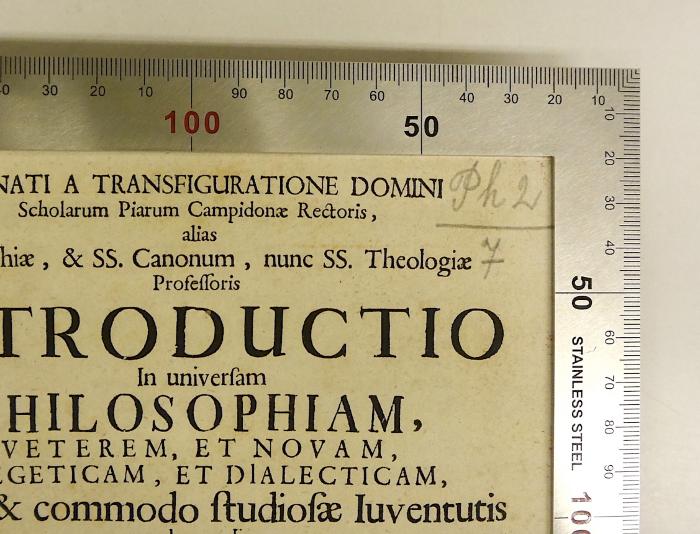 30 20 10 100 90 80 70 60 50 40 30 20 10
10 20 30 40 50 60 70 80 90 100
STAINLESS STEEL
NATI A TRANSFIGURATIONE DOMINI
Ph 2
7
Scholarum Piarum Campidonæ Rectoris,
alias
hiæ, & SS. Canonum, nunc SS. Theologiæ
Profeſſoris
TRODUCTIO
In univerſam
HILOSOPHIAM,
VETEREM, ET NOVAM,
EGETICAM, ET DIALECTICAM,
& commodo ſtudioſæ Iuventutis